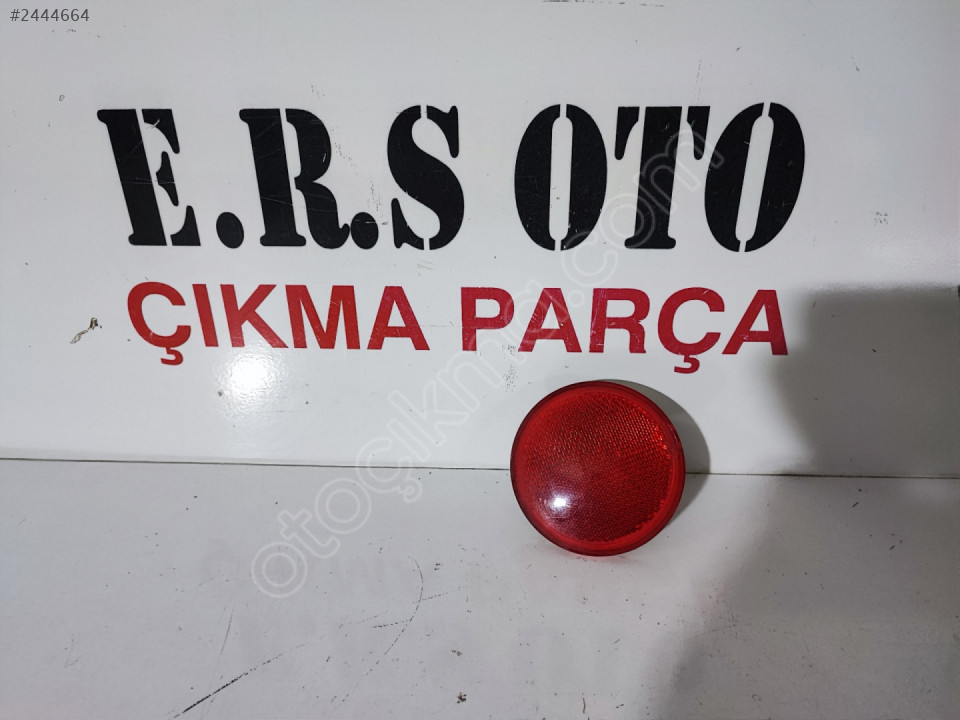 #2444664
E.R.S OTO
ÇIKMA PARÇA
otoçıkma.com